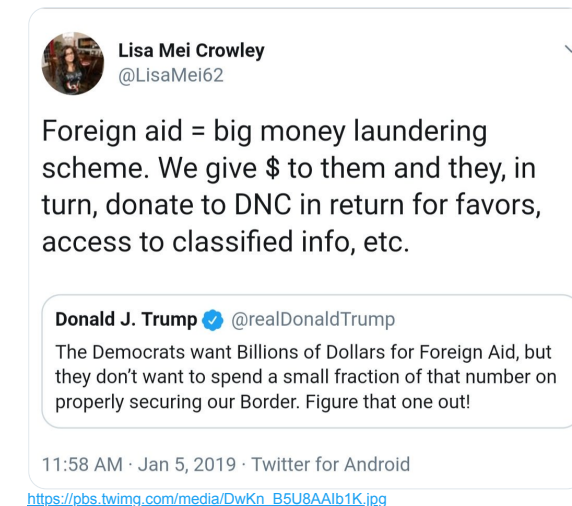 Lisa Mei Crowley
@LisaMei62
Foreign aid = big money laundering
scheme. We give $ to them and they, in
turn, donate to DNC in return for favors,
access to classified info, etc.
Donald J. Trump @realDonaldTrump
The Democrats want Billions of Dollars for Foreign Aid, but
they don’t want to spend a small fraction of that number on
properly securing our Border. Figure that one out!
11:58 AM · Jan 5, 2019 · Twitter for Android
https://pbs.twimg.com/media/DwKn_B5U8AAIb1K.jpg